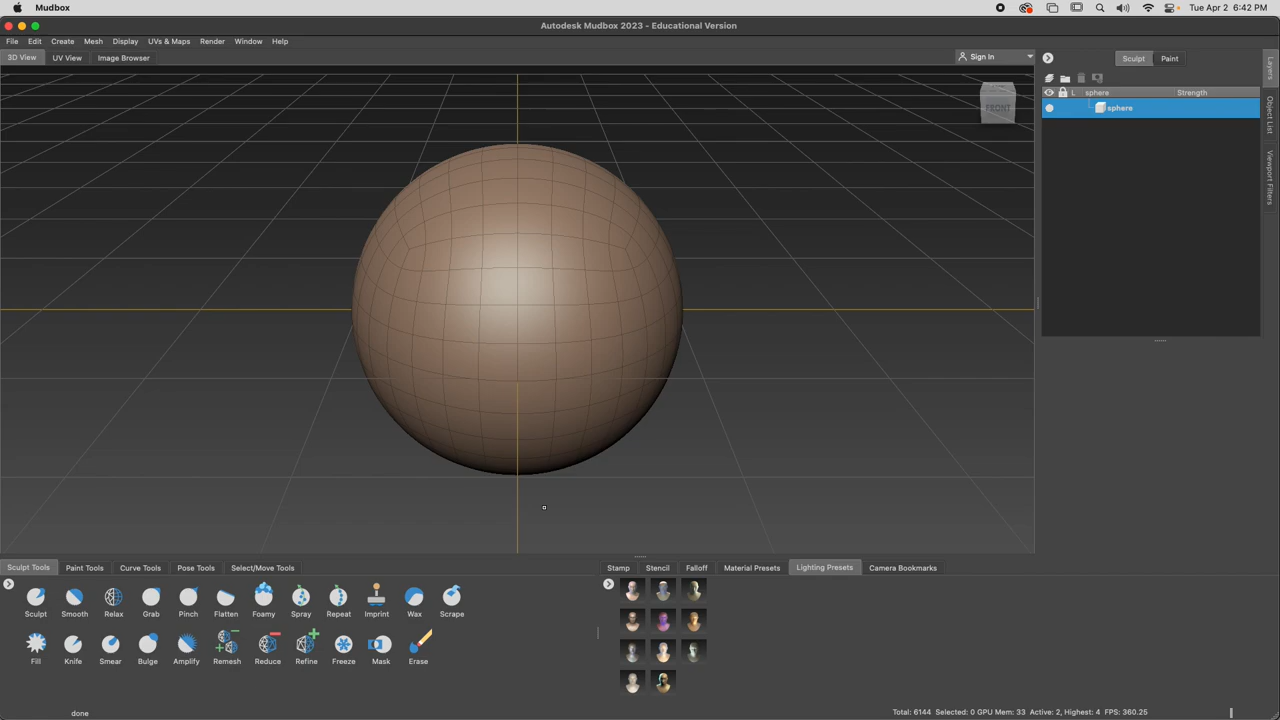 Mudbox
Tue Apr 2 6:42 PM
Autodesk Mudbox 2023 - Educational Version
File Edit Create Mesh Display UVs & Maps Render Window Help
3D View UV View Image Browser
Sign In
Sculpt Paint
L sphere Strength
sphere
FRONT
Layers
Object List
Viewport Filters
Sculpt Tools Paint Tools Curve Tools Pose Tools Select/Move Tools
Stamp Stencil Falloff Material Presets Lighting Presets Camera Bookmarks
Sculpt Smooth Relax Grab Pinch Flatten Foamy Spray Repeat Imprint Wax Scrape
Fill Knife Smear Bulge Amplify Remesh Reduce Refine Freeze Mask Erase
done
Total: 6144 Selected: 0 GPU Mem: 33 Active: 2, Highest: 4 FPS: 360.25